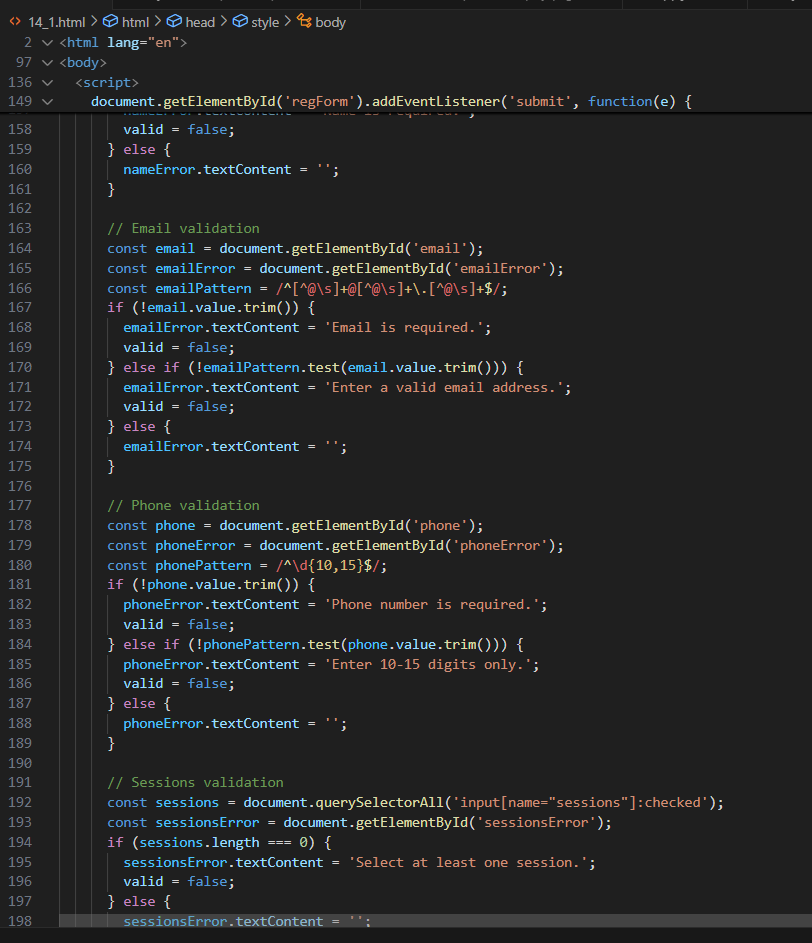 14_1.html > html > head > style > body
2 <html lang="en">
97 <body>
136 <script>
149 document.getElementById('regForm').addEventListener('submit', function(e) {
158 valid = false;
159 } else {
160 nameError.textContent = '';
161 }
162
163 // Email validation
164 const email = document.getElementById('email');
165 const emailError = document.getElementById('emailError');
166 const emailPattern = /^[^@\s]+@[^@\s]+\.[^@\s]+$/;
167 if (!email.value.trim()) {
168 emailError.textContent = 'Email is required.';
169 valid = false;
170 } else if (!emailPattern.test(email.value.trim())) {
171 emailError.textContent = 'Enter a valid email address.';
172 valid = false;
173 } else {
174 emailError.textContent = '';
175 }
176
177 // Phone validation
178 const phone = document.getElementById('phone');
179 const phoneError = document.getElementById('phoneError');
180 const phonePattern = /^\d{10,15}$/;
181 if (!phone.value.trim()) {
182 phoneError.textContent = 'Phone number is required.';
183 valid = false;
184 } else if (!phonePattern.test(phone.value.trim())) {
185 phoneError.textContent = 'Enter 10-15 digits only.';
186 valid = false;
187 } else {
188 phoneError.textContent = '';
189 }
190
191 // Sessions validation
192 const sessions = document.querySelectorAll('input[name="sessions"]:checked');
193 const sessionsError = document.getElementById('sessionsError');
194 if (sessions.length === 0) {
195 sessionsError.textContent = 'Select at least one session.';
196 valid = false;
197 } else {
198 sessionsError.textContent = '';